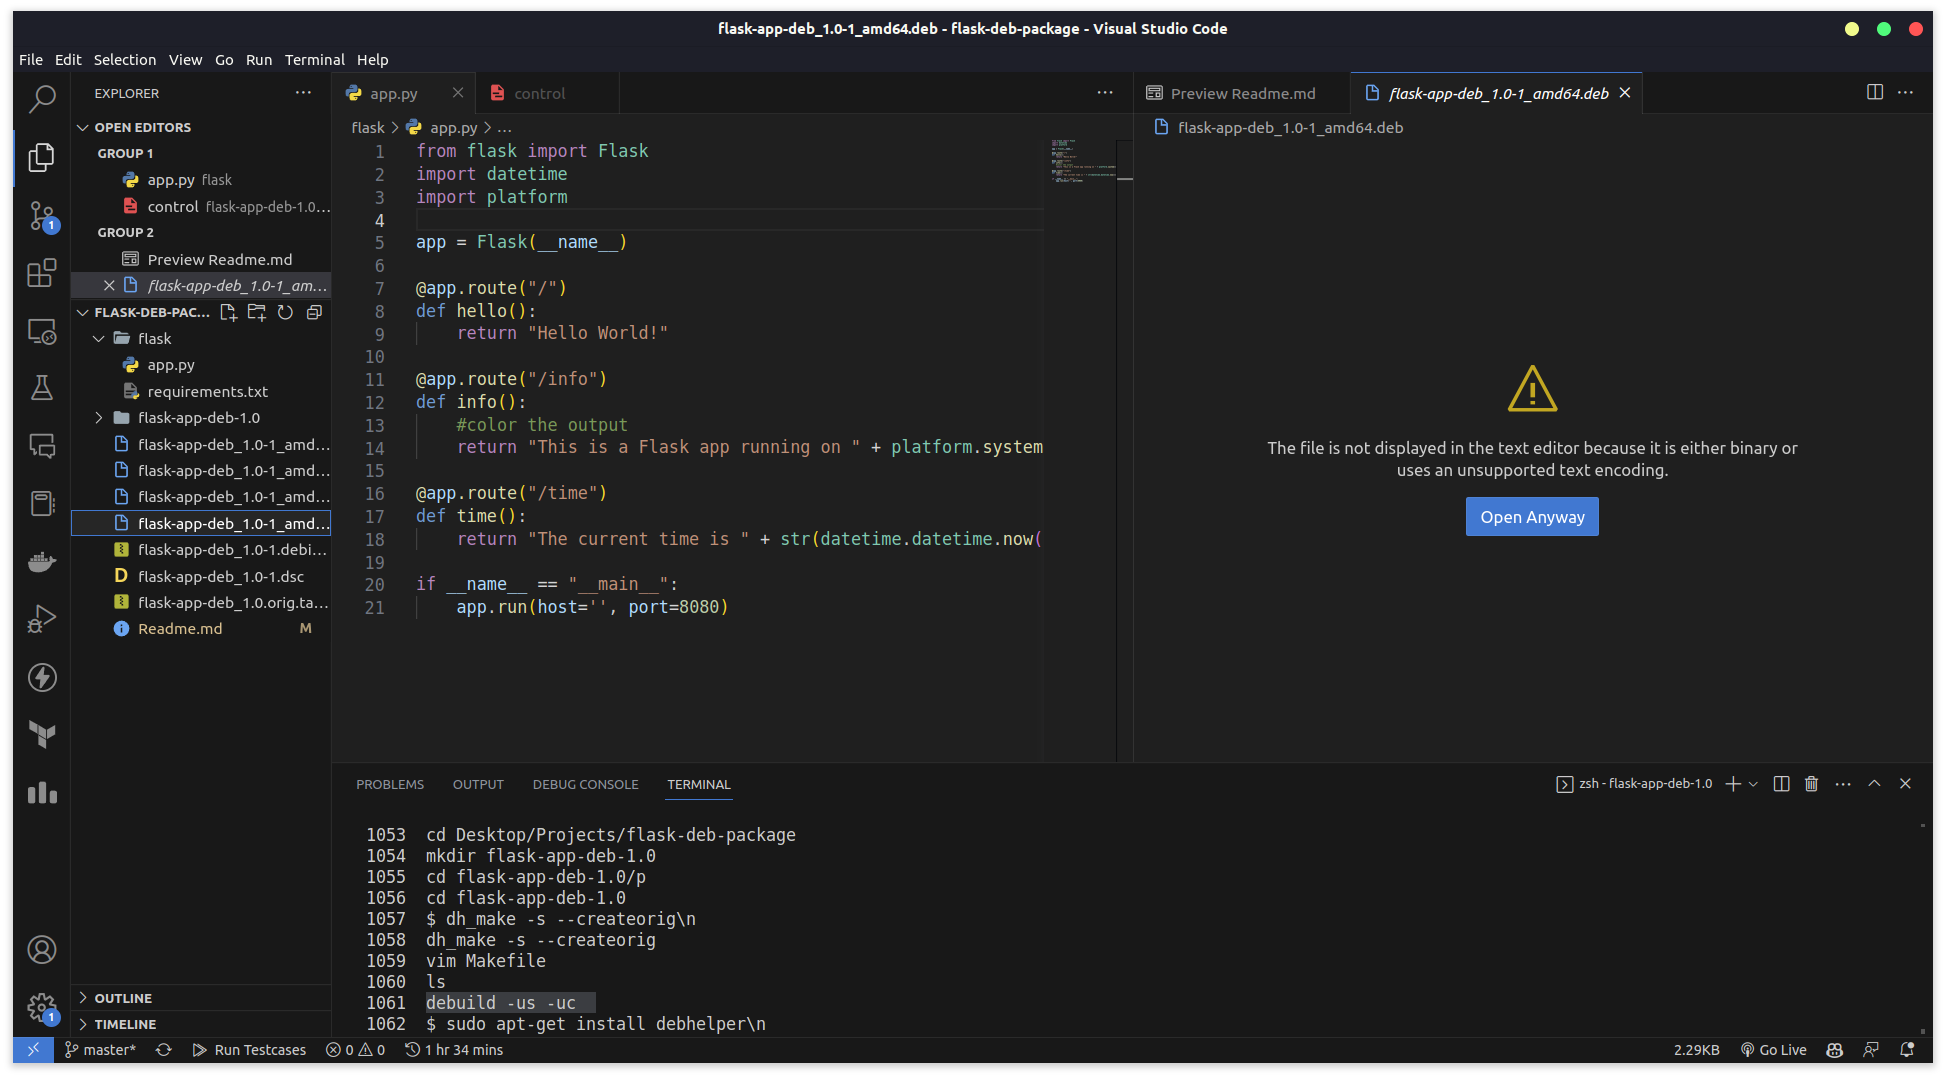 flask-app-deb_1.0-1_amd64.deb - flask-deb-package - Visual Studio Code
File Edit Selection View Go Run Terminal Help
EXPLORER
OPEN EDITORS
GROUP 1
app.py flask
control flask-app-deb-1.0...
GROUP 2
Preview Readme.md
flask-app-deb_1.0-1_am...
FLASK-DEB-PAC...
flask
app.py
requirements.txt
flask-app-deb-1.0
flask-app-deb_1.0-1_amd...
flask-app-deb_1.0-1_amd...
flask-app-deb_1.0-1_amd...
flask-app-deb_1.0-1_amd...
flask-app-deb_1.0-1.debi...
D flask-app-deb_1.0-1.dsc
flask-app-deb_1.0.orig.ta...
Readme.md M
OUTLINE
TIMELINE
1
1
app.py control
flask > app.py > ...
1 from flask import Flask
2 import datetime
3 import platform
4
5 app = Flask(__name__)
6
7 @app.route("/")
8 def hello():
9 return "Hello World!"
10
11 @app.route("/info")
12 def info():
13 #color the output
14 return "This is a Flask app running on " + platform.system
15
16 @app.route("/time")
17 def time():
18 return "The current time is " + str(datetime.datetime.now(
19
20 if __name__ == "__main__":
21 app.run(host='', port=8080)
Preview Readme.md flask-app-deb_1.0-1_amd64.deb
flask-app-deb_1.0-1_amd64.deb
The file is not displayed in the text editor because it is either binary or
uses an unsupported text encoding.
Open Anyway
PROBLEMS OUTPUT DEBUG CONSOLE TERMINAL
zsh - flask-app-deb-1.0
1053 cd Desktop/Projects/flask-deb-package
1054 mkdir flask-app-deb-1.0
1055 cd flask-app-deb-1.0/p
1056 cd flask-app-deb-1.0
1057 $ dh_make -s --createorig\n
1058 dh_make -s --createorig
1059 vim Makefile
1060 ls
1061 debuild -us -uc
1062 $ sudo apt-get install debhelper\n
master* Run Testcases 0 0 1 hr 34 mins
2.29KB Go Live